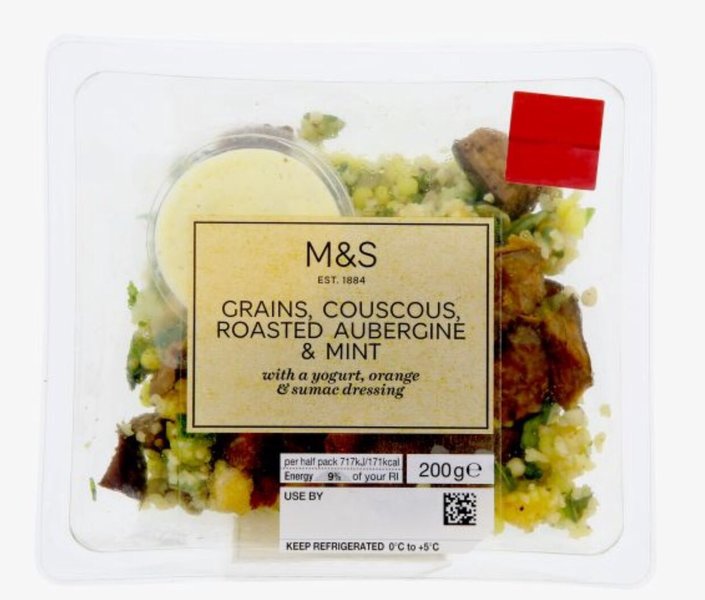 M&S
EST. 1884
GRAINS, COUSCOUS,
ROASTED AUBERGINE
& MINT
with a yogurt, orange
& sumac dressing
per half pack 717kJ/171kcal
Energy 9% of your RI
200g℮
USE BY
KEEP REFRIGERATED 0°C to +5°C